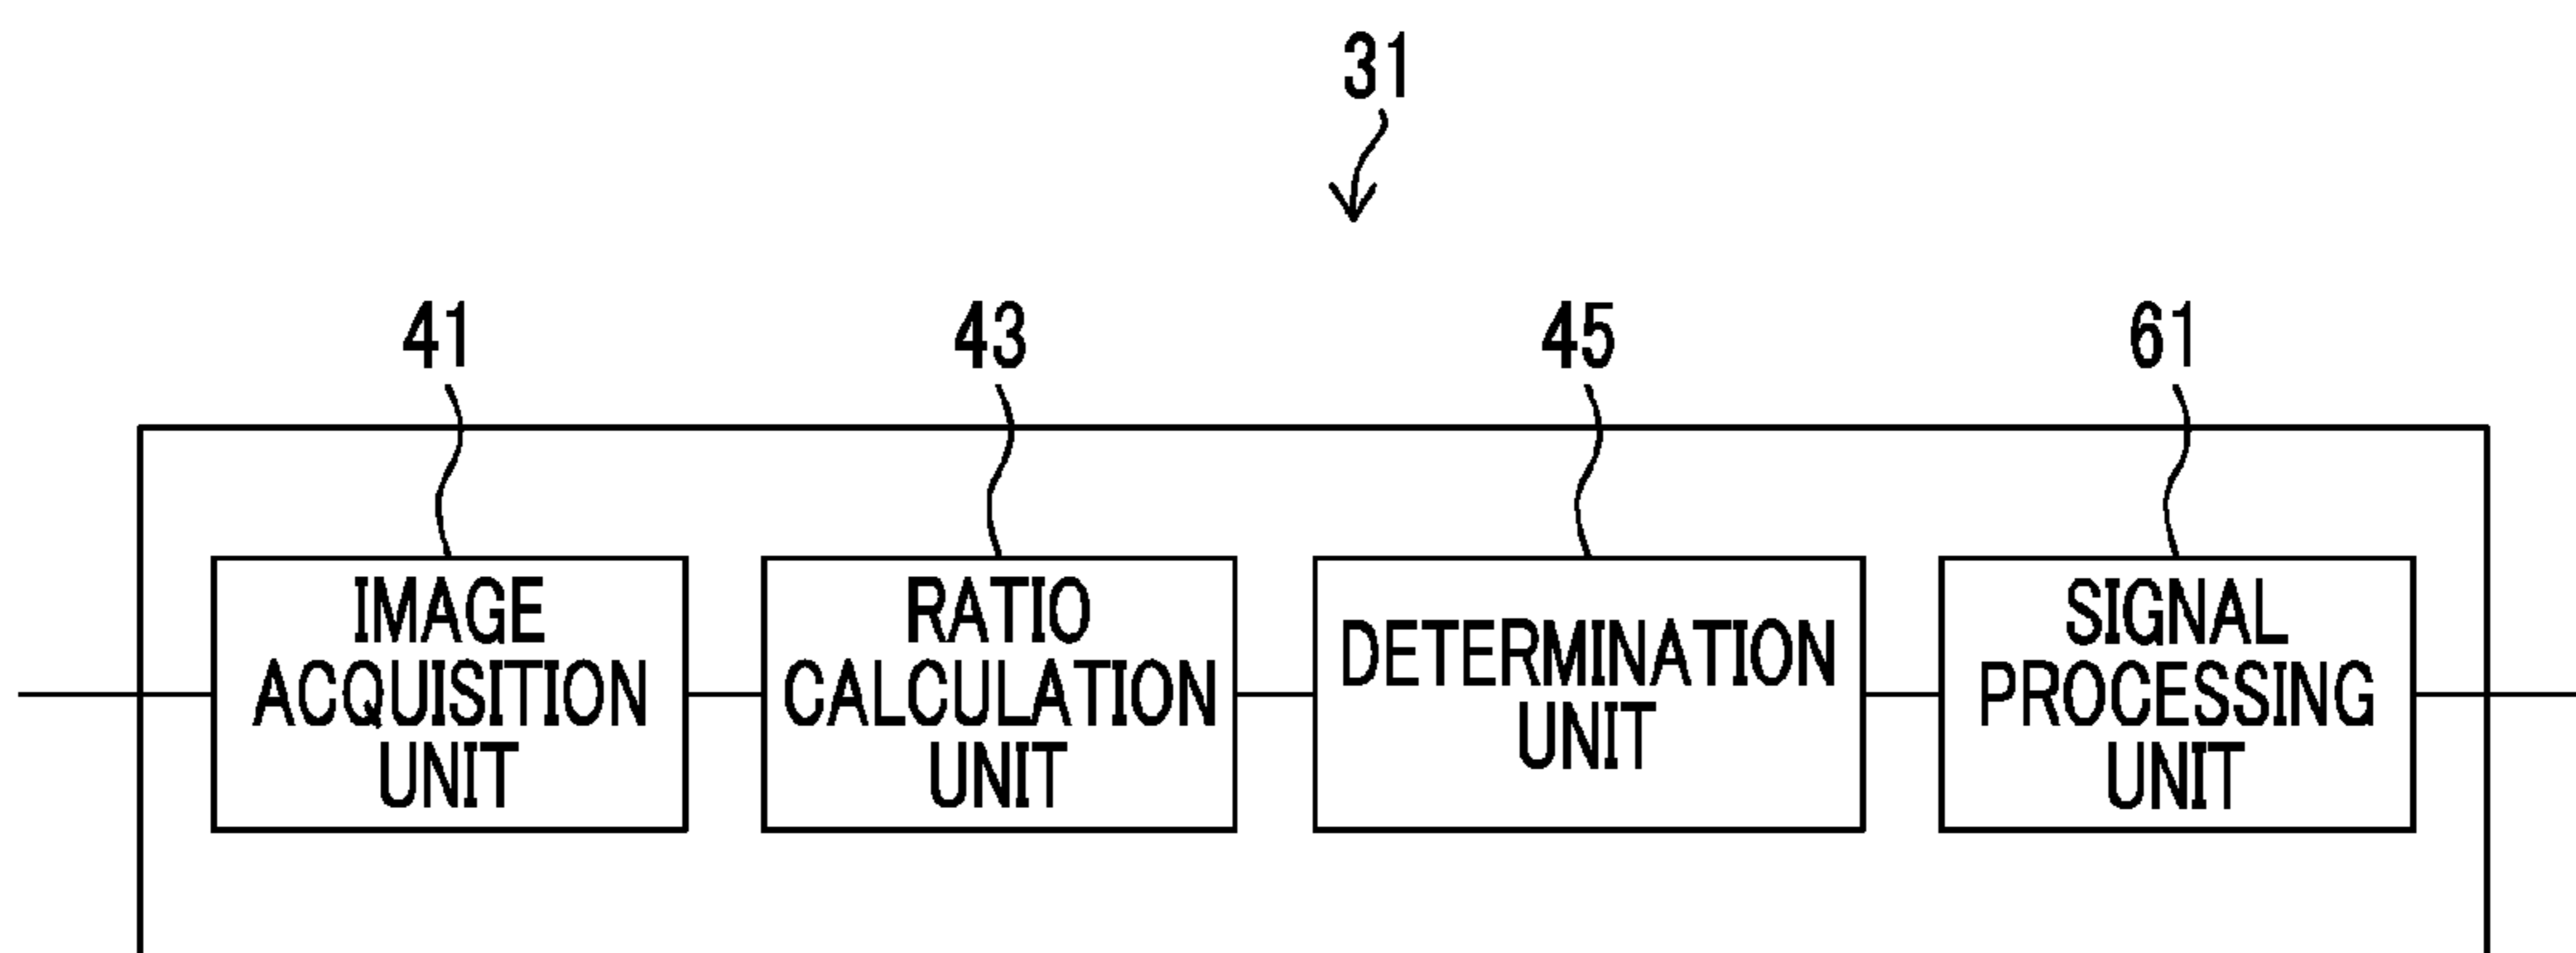 31
41
43
45
61
IMAGE
ACQUISITION
UNIT
RATIO
CALCULATION
UNIT
DETERMINATION
UNIT
SIGNAL
PROCESSING
UNIT